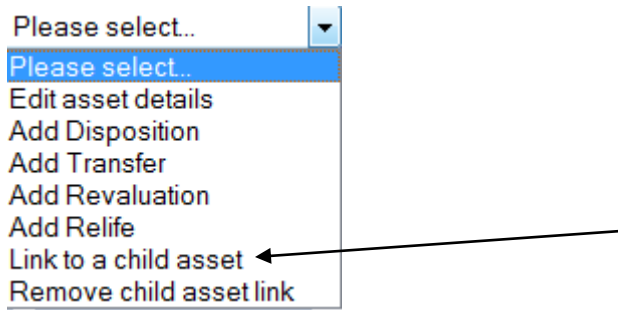 Please select...
Please select...
Edit asset details
Add Disposition
Add Transfer
Add Revaluation
Add Relife
Link to a child asset
Remove child asset link